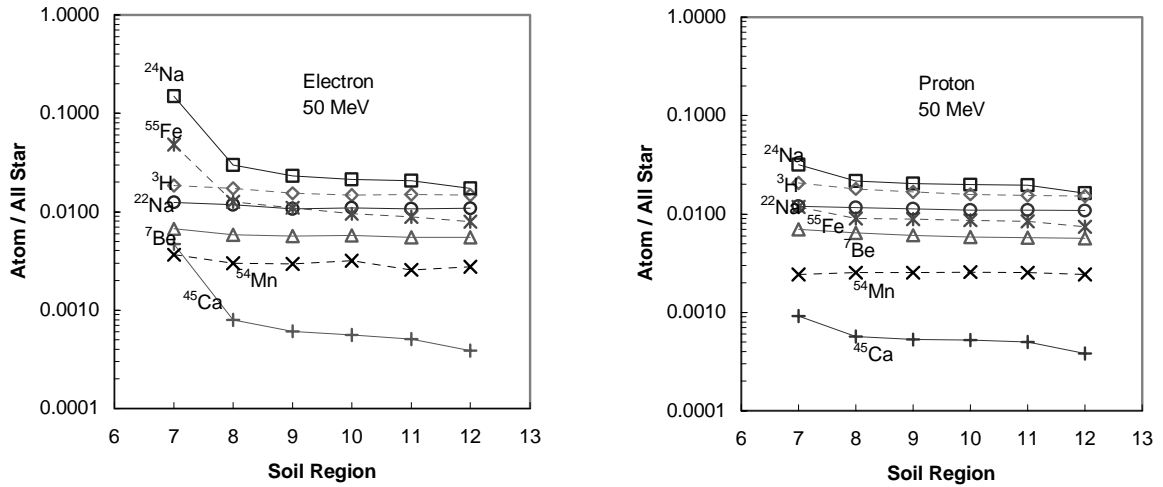 Atom / All Star
1.0000
0.1000
0.0100
0.0010
0.0001
Electron
50 MeV
²⁴Na
⁵⁵Fe
³H
²²Na
⁷Be
⁵⁴Mn
⁴⁵Ca
6 7 8 9 10 11 12 13
Soil Region
Atom / All Star
1.0000
0.1000
0.0100
0.0010
0.0001
Proton
50 MeV
²⁴Na
³H
²²Na
⁵⁵Fe
⁷Be
⁵⁴Mn
⁴⁵Ca
6 7 8 9 10 11 12 13
Soil Region